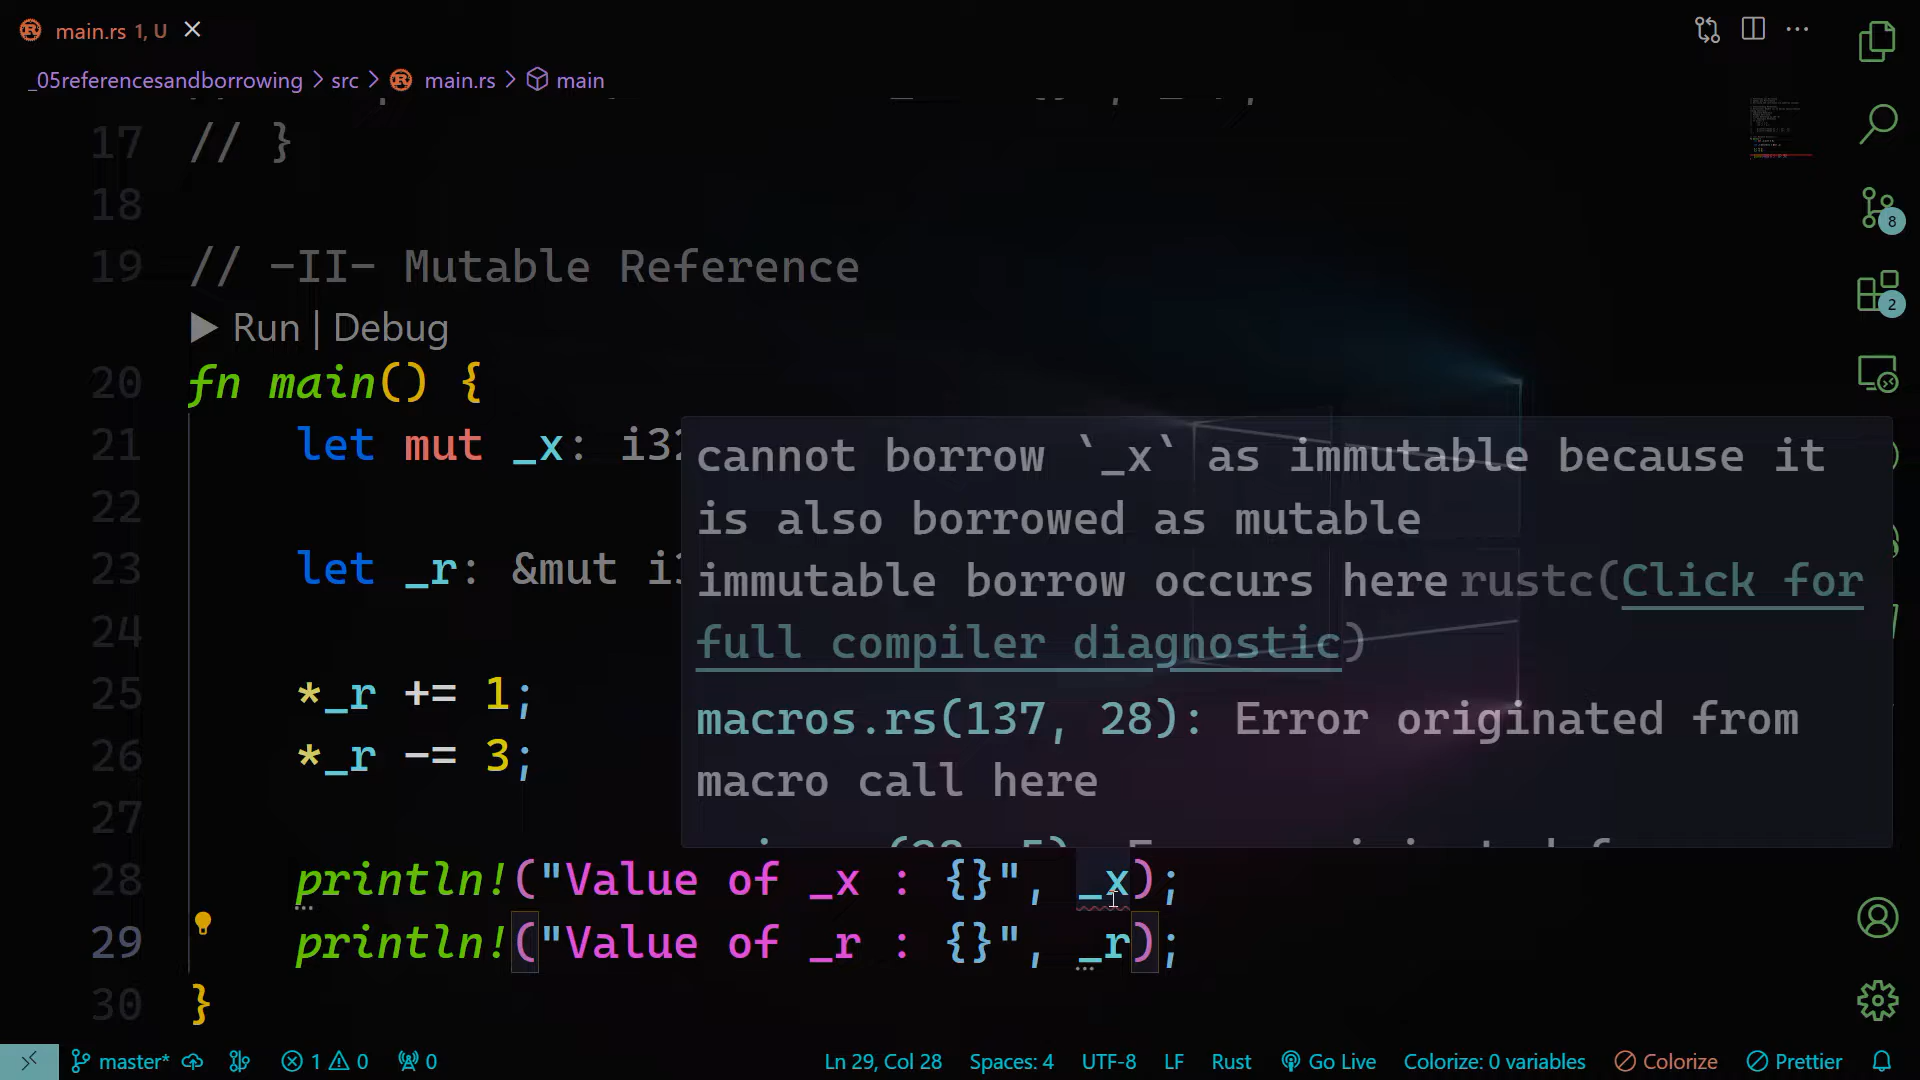 main.rs 1, U
_05referencesandborrowing > src > main.rs > main
17 // }
18
19 // -II- Mutable Reference
Run | Debug
20 fn main() {
21 let mut _x: i32
22
23 let _r: &mut i3
24
25 *_r += 1;
26 *_r -= 3;
27
cannot borrow `_x` as immutable because it
is also borrowed as mutable
immutable borrow occurs here rustc(Click for
full compiler diagnostic)
macros.rs(137, 28): Error originated from
macro call here
28 println!("Value of _x : {}", _x);
29 println!("Value of _r : {}", _r);
30 }
8
2
master* 1 0 0 Ln 29, Col 28 Spaces: 4 UTF-8 LF Rust Go Live Colorize: 0 variables Colorize Prettier